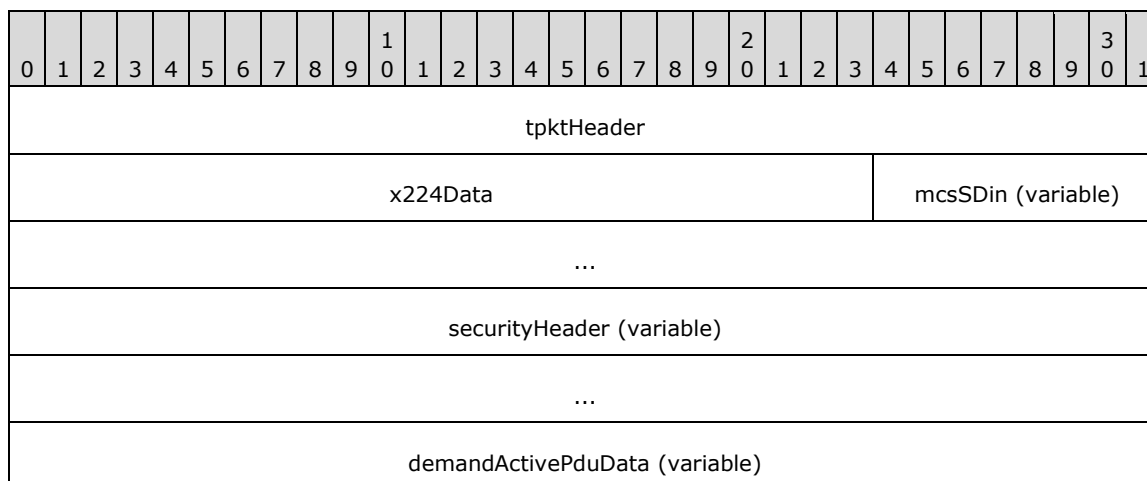 1 2 3
0 1 2 3 4 5 6 7 8 9 0 1 2 3 4 5 6 7 8 9 0 1 2 3 4 5 6 7 8 9 0 1
tpktHeader
x224Data mcsSDin (variable)
...
securityHeader (variable)
...
demandActivePduData (variable)